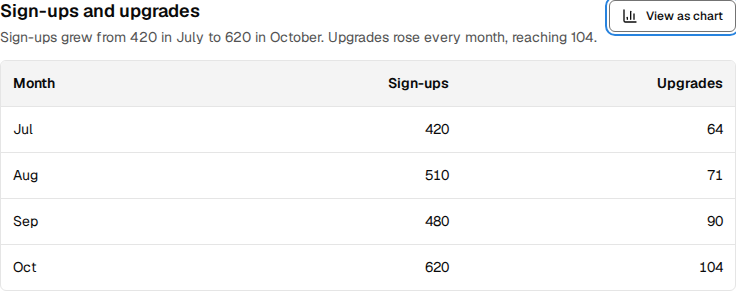 Sign-ups and upgrades
View as chart
Sign-ups grew from 420 in July to 620 in October. Upgrades rose every month, reaching 104.
Month Sign-ups Upgrades
Jul 420 64
Aug 510 71
Sep 480 90
Oct 620 104